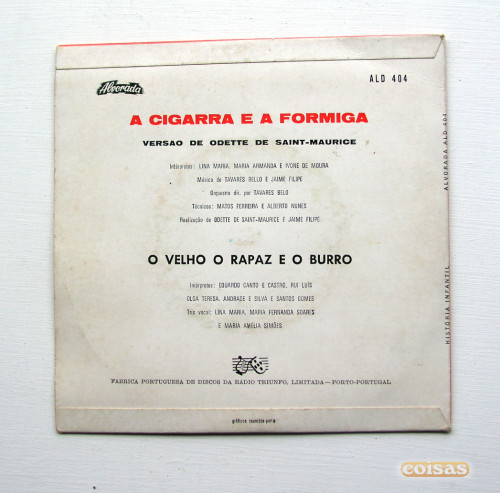 Alvorada
ALD 404
A CIGARRA E A FORMIGA
VERSAO DE ODETTE DE SAINT-MAURICE
Intérpretes: LINA MARIA, MARIA ARMANDA E IVONE DE MOURA
Música de TAVARES BELLO E JAIME FILIPE
Orquestra dir. por TAVARES BELO
Técnicos: MATOS FERREIRA E ALBERTO NUNES
Realização de ODETTE DE SAINT-MAURICE E JAIME FILIPE
O VELHO O RAPAZ E O BURRO
Intérpretes: EDUARDO CANTO E CASTRO, RUI LUÍS
OLGA TERESA, ANDRADE E SILVA E SANTOS GOMES
Trio vocal: LINA MARIA, MARIA FERNANDA SOARES
E MARIA AMÉLIA SIMÕES
FABRICA PORTUGUESA DE DISCOS DA RADIO TRIUNFO, LIMITADA—PORTO-PORTUGAL
HISTÓRIA INFANTIL
ALVORADA ALD 404
coisas